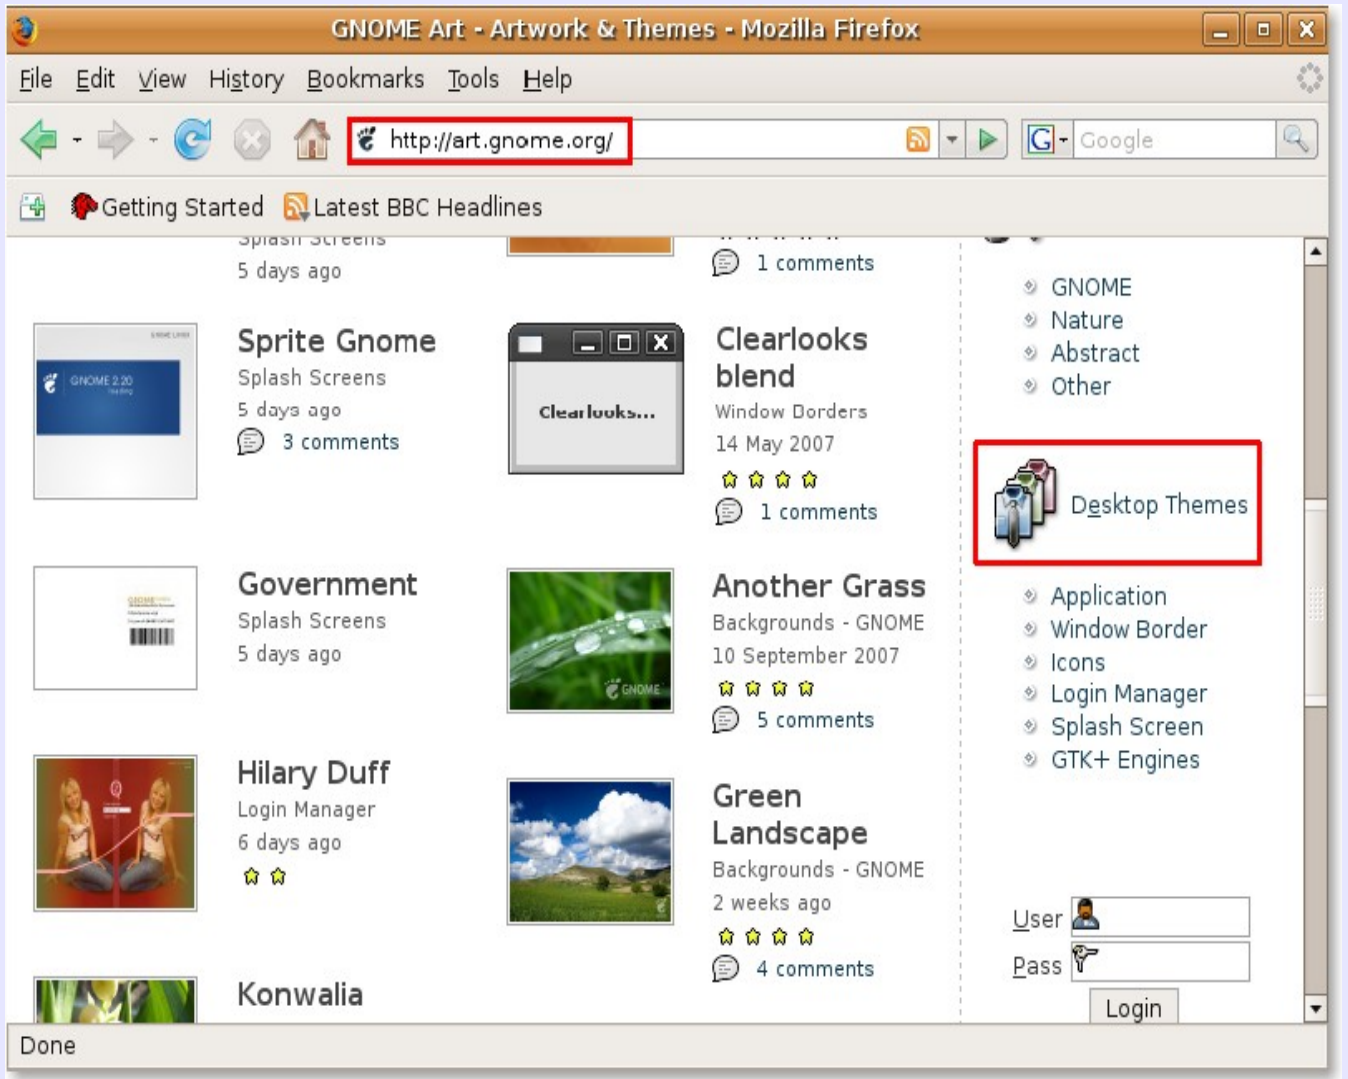 GNOME Art - Artwork & Themes - Mozilla Firefox
File Edit View History Bookmarks Tools Help
http://art.gnome.org/
G Google
Getting Started Latest BBC Headlines
Splash Screens
5 days ago
1 comments
Sprite Gnome
Splash Screens
5 days ago
3 comments
GNOME 2.20
Clearlooks...
Clearlooks
blend
Window Borders
14 May 2007
1 comments
Government
Splash Screens
5 days ago
GNOME
Another Grass
Backgrounds - GNOME
10 September 2007
5 comments
Hilary Duff
Login Manager
6 days ago
Green
Landscape
Backgrounds - GNOME
2 weeks ago
4 comments
Konwalia
GNOME
Nature
Abstract
Other
Desktop Themes
Application
Window Border
Icons
Login Manager
Splash Screen
GTK+ Engines
User
Pass
Login
Done